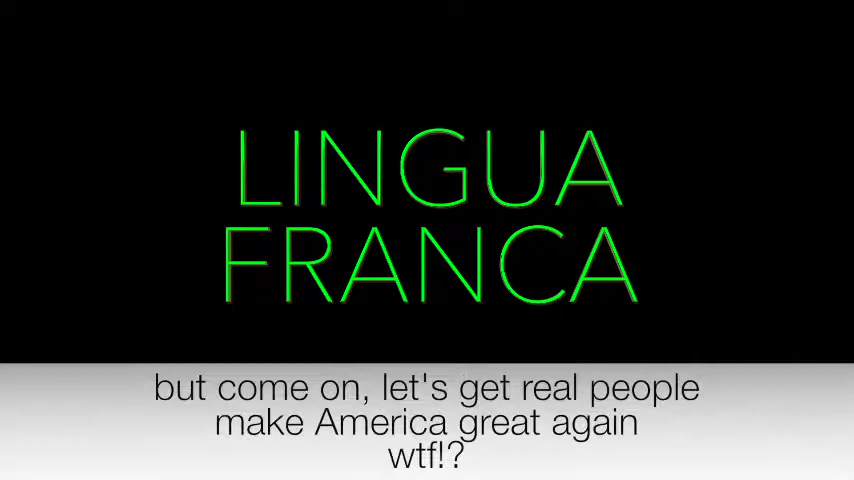 LINGUA
FRANCA
but come on, let's get real people
make America great again
wtf!?